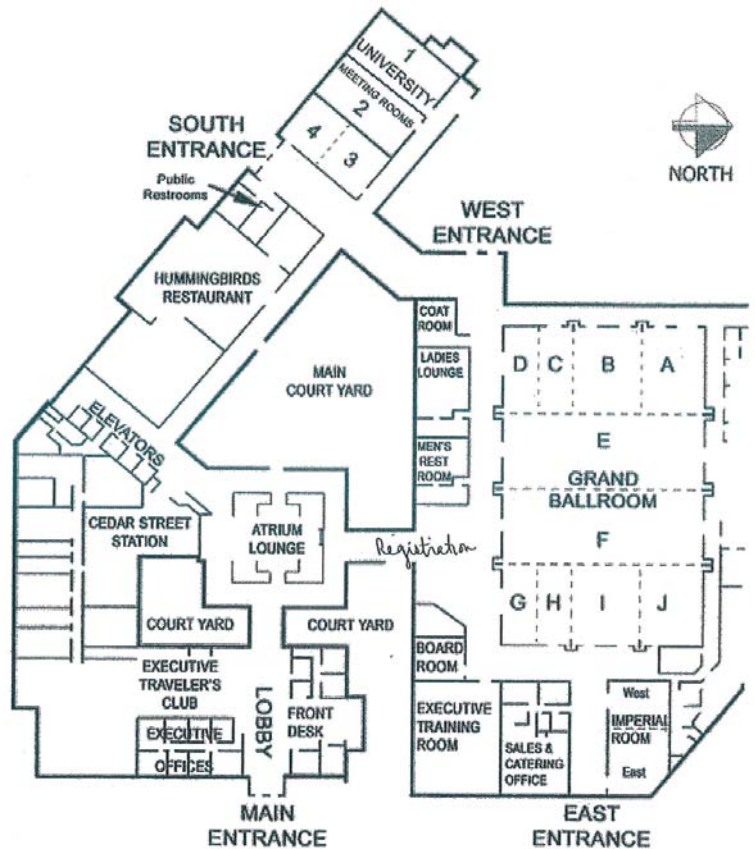 1
UNIVERSITY
MEETING ROOMS
2
4
3
SOUTH
ENTRANCE
Public
Restrooms
NORTH
WEST
ENTRANCE
HUMMINGBIRDS
RESTAURANT
COAT
ROOM
LADIES
LOUNGE
MAIN
COURT YARD
D
C
B
A
E
GRAND
BALLROOM
F
G
H
I
J
MEN'S
REST
ROOM
ELEVATORS
CEDAR STREET
STATION
ATRIUM
LOUNGE
Registration
COURT YARD
COURT YARD
BOARD
ROOM
EXECUTIVE
TRAVELER'S
CLUB
LOBBY
FRONT
DESK
EXECUTIVE
OFFICES
EXECUTIVE
TRAINING
ROOM
SALES &
CATERING
OFFICE
West
IMPERIAL
ROOM
East
MAIN
ENTRANCE
EAST
ENTRANCE